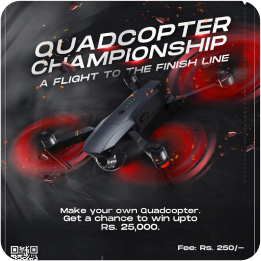 QUADCOPTER
CHAMPIONSHIP
A FLIGHT TO THE FINISH LINE
Make your own Quadcopter.
Get a chance to win upto
Rs. 25,000.
Fee: Rs. 250/-